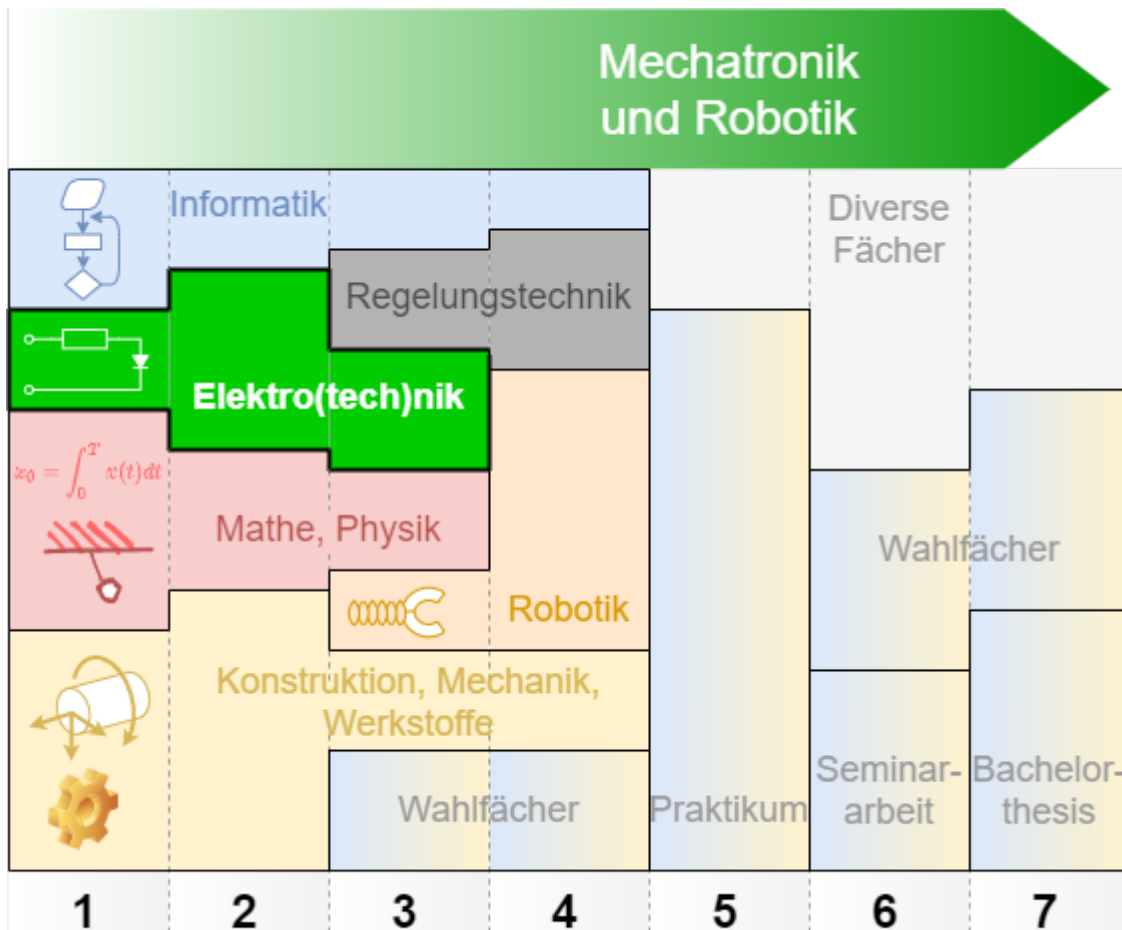 Mechatronik
und Robotik
Informatik
Diverse
Fächer
Regelungstechnik
Elektro(tech)nik
x₀ = ∫₀ᵀ x(t)dt
Mathe, Physik
Wahlfächer
Robotik
Konstruktion, Mechanik,
Werkstoffe
Wahlfächer
Praktikum
Seminar-
arbeit
Bachelor-
thesis
1 2 3 4 5 6 7